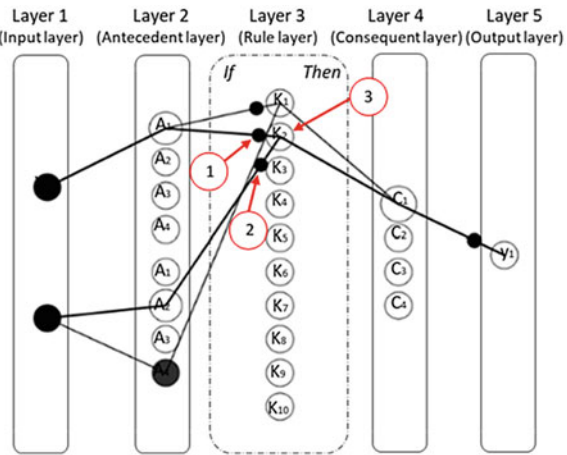 Layer 1 Layer 2 Layer 3 Layer 4 Layer 5
(Input layer) (Antecedent layer) (Rule layer) (Consequent layer) (Output layer)
If Then
K1
3
A1
K2
A2
1
K3
A3
K4
C1
A4
2
K5
C2
y1
A1
K6
C3
A2
K7
C4
A3
K8
K9
K10